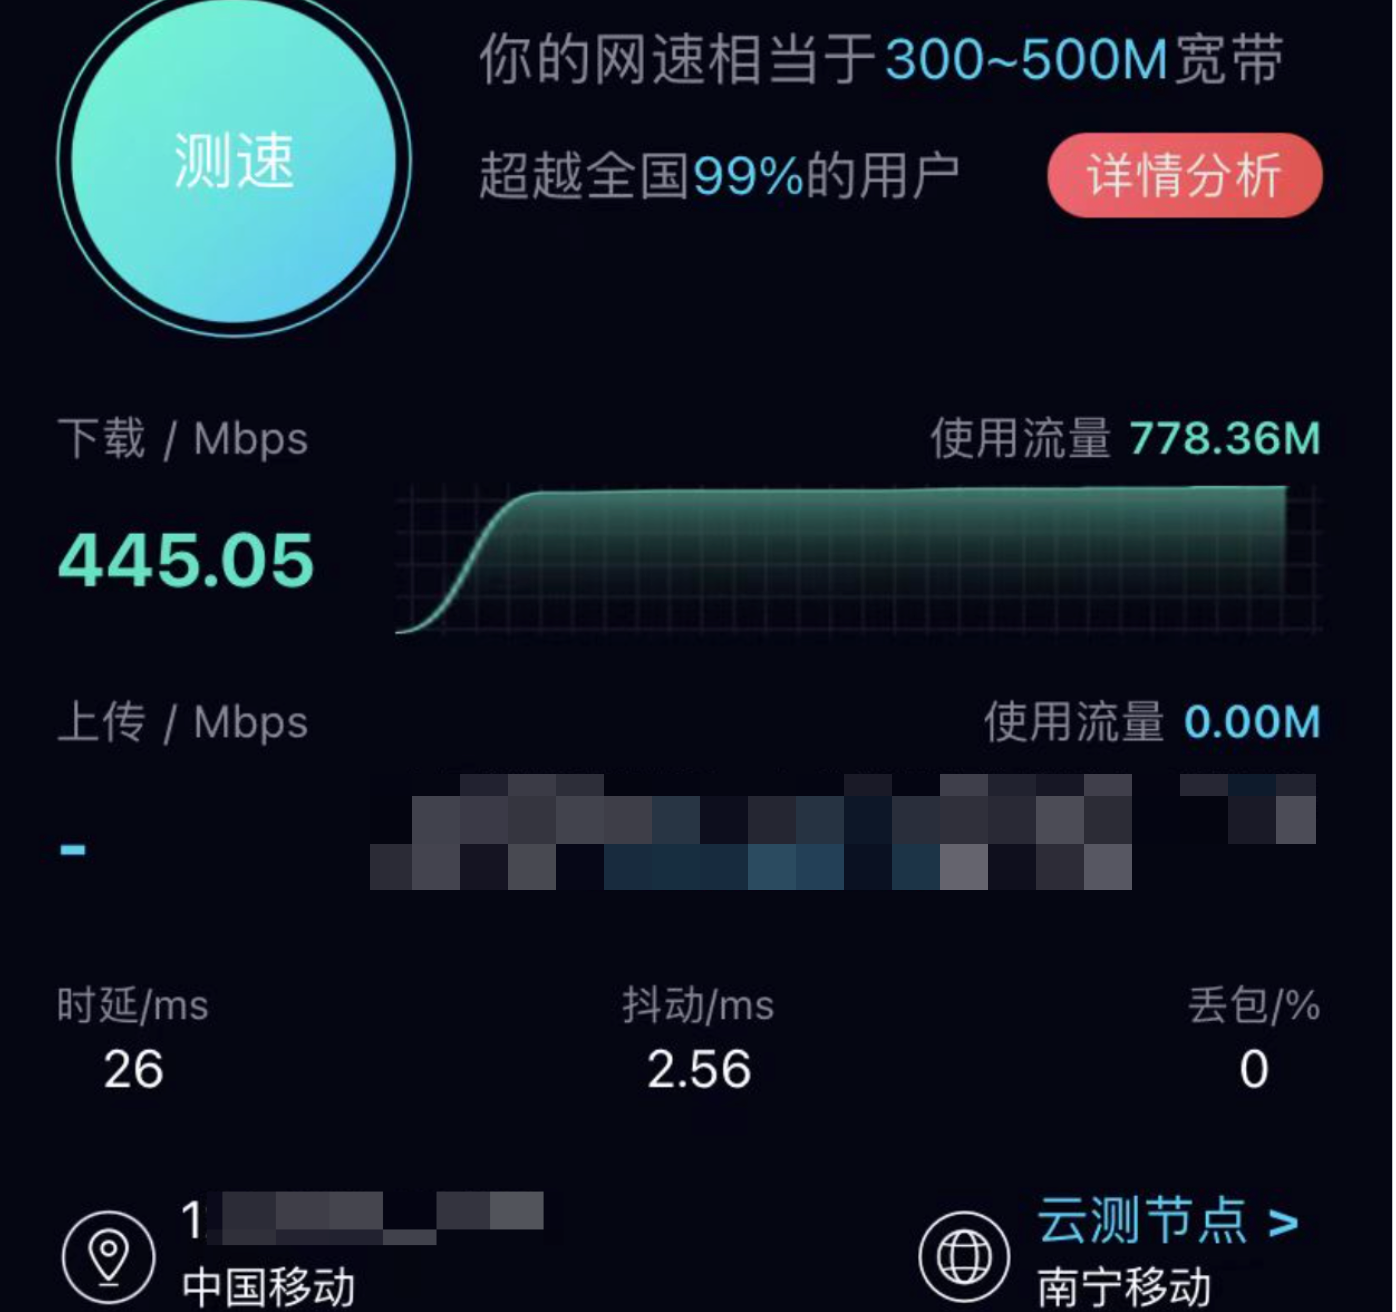 你的网速相当于300~500M宽带
测速
超越全国99%的用户 详情分析
下载 / Mbps 使用流量 778.36M
445.05
上传 / Mbps 使用流量 0.00M
-
时延/ms 抖动/ms 丢包/%
26 2.56 0
云测节点 >
中国移动 南宁移动